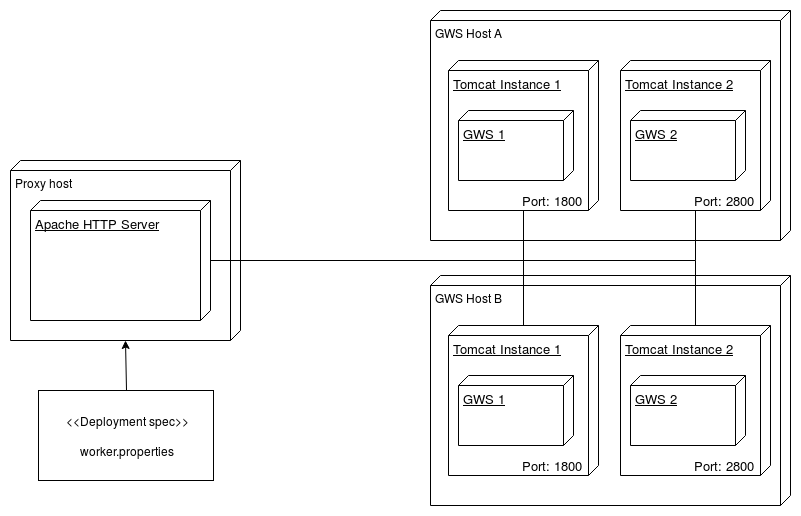 GWS Host A
Tomcat Instance 1
Tomcat Instance 2
GWS 1
GWS 2
Port: 1800
Port: 2800
Proxy host
Apache HTTP Server
GWS Host B
Tomcat Instance 1
Tomcat Instance 2
GWS 1
GWS 2
Port: 1800
Port: 2800
<<Deployment spec>>
worker.properties